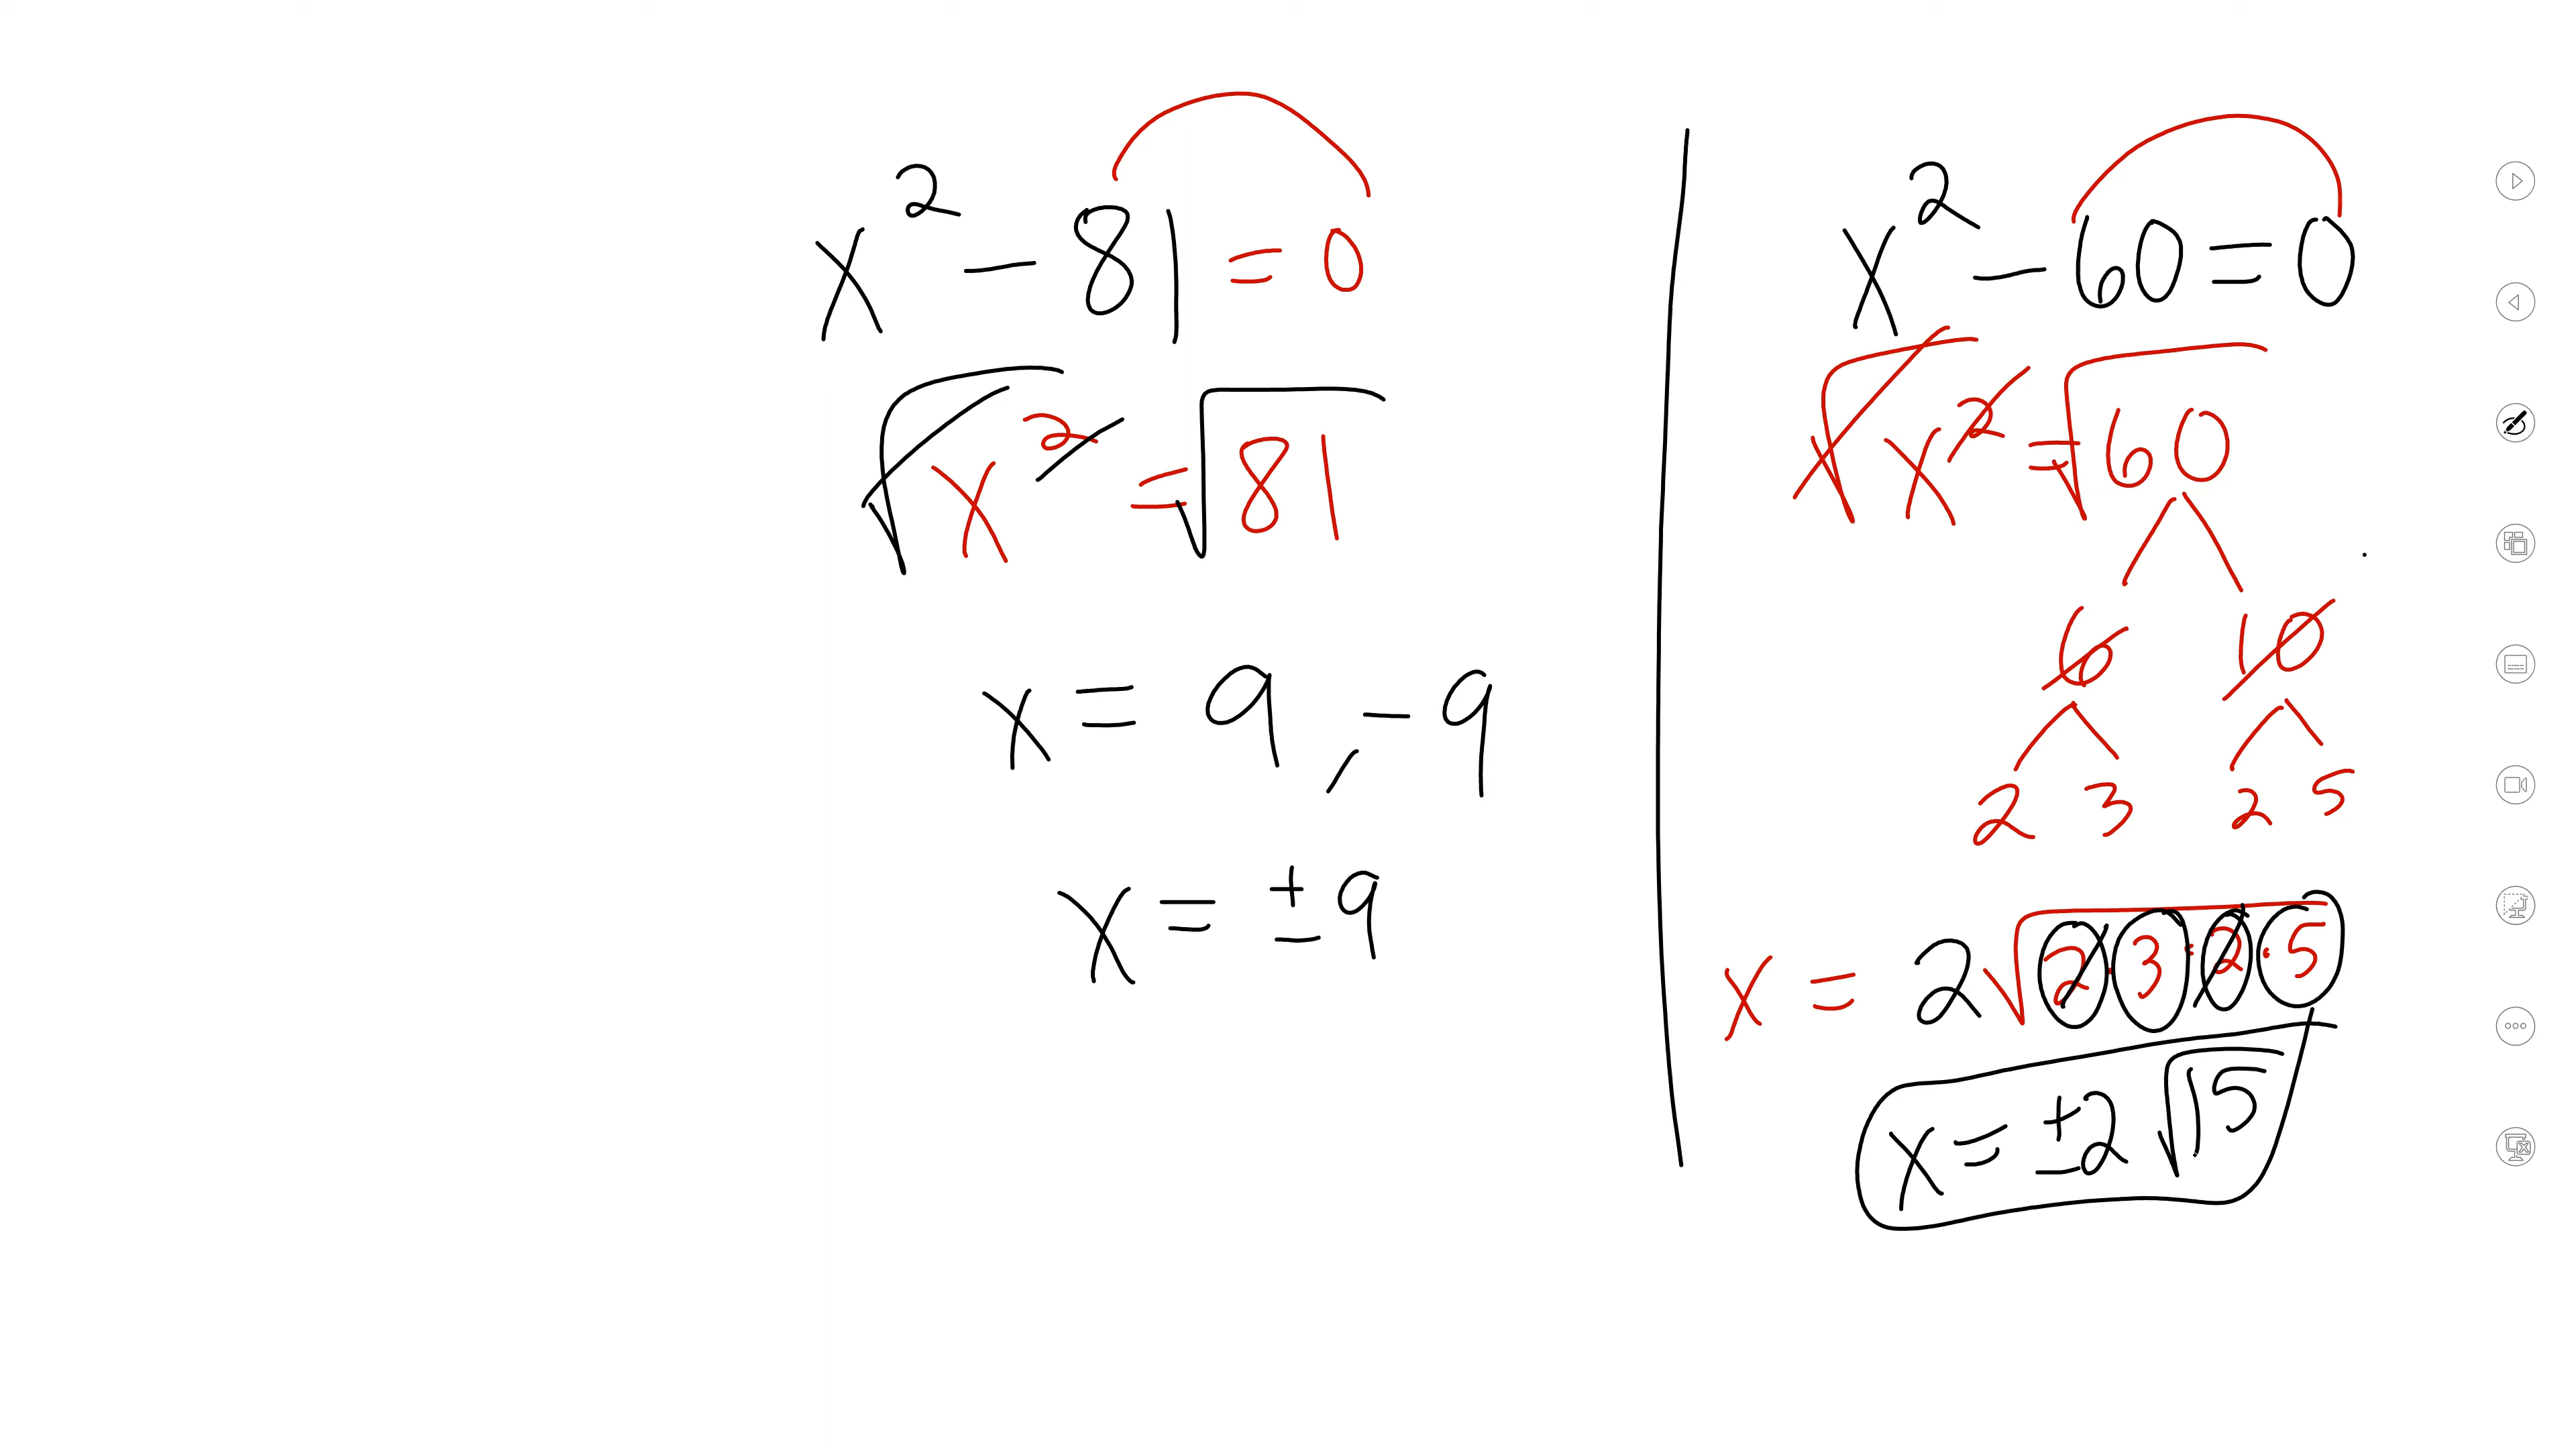 x² - 81 = 0
√x² = √81
x = 9, -9
x = ±9
x² - 60 = 0
√x² = √60
6 10
2 3 2 5
x = 2√2·3·2·5
x = ±2√15